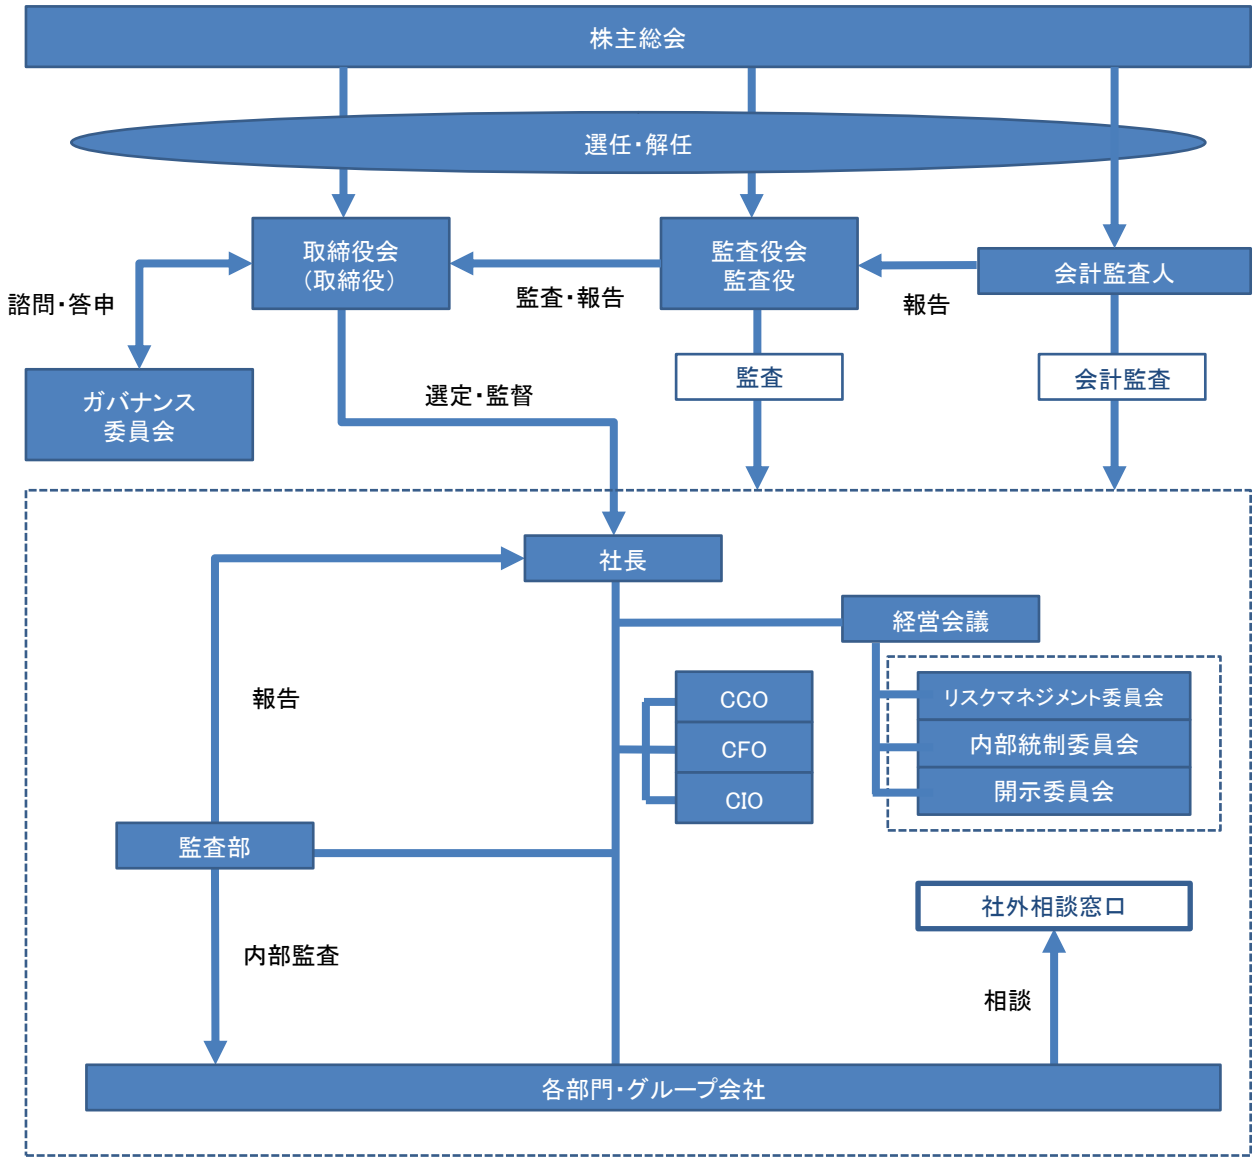 株主総会
選任・解任
取締役会
(取締役)
監査役会
監査役
会計監査人
監査・報告
報告
諮問・答申
ガバナンス
委員会
選定・監督
監査
会計監査
社長
経営会議
報告
CCO
CFO
CIO
リスクマネジメント委員会
内部統制委員会
開示委員会
監査部
社外相談窓口
内部監査
相談
各部門・グループ会社